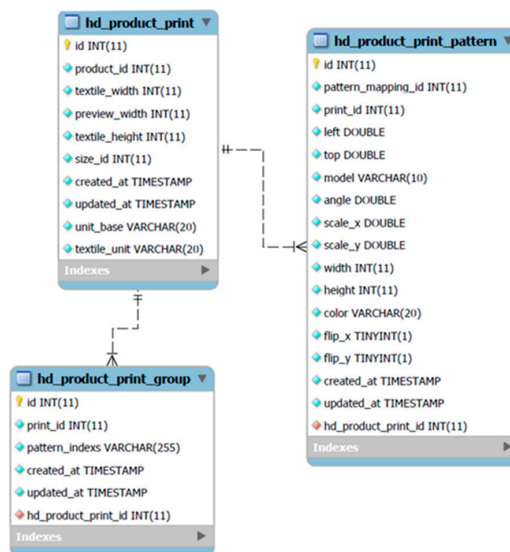 hd_product_print
id INT(11)
product_id INT(11)
textile_width INT(11)
preview_width INT(11)
textile_height INT(11)
size_id INT(11)
created_at TIMESTAMP
updated_at TIMESTAMP
unit_base VARCHAR(20)
textile_unit VARCHAR(20)
Indexes
hd_product_print_pattern
id INT(11)
pattern_mapping_id INT(11)
print_id INT(11)
left DOUBLE
top DOUBLE
model VARCHAR(10)
angle DOUBLE
scale_x DOUBLE
scale_y DOUBLE
width INT(11)
height INT(11)
color VARCHAR(20)
flip_x TINYINT(1)
flip_y TINYINT(1)
created_at TIMESTAMP
updated_at TIMESTAMP
hd_product_print_id INT(11)
Indexes
hd_product_print_group
id INT(11)
print_id INT(11)
pattern_indexs VARCHAR(255)
created_at TIMESTAMP
updated_at TIMESTAMP
hd_product_print_id INT(11)
Indexes